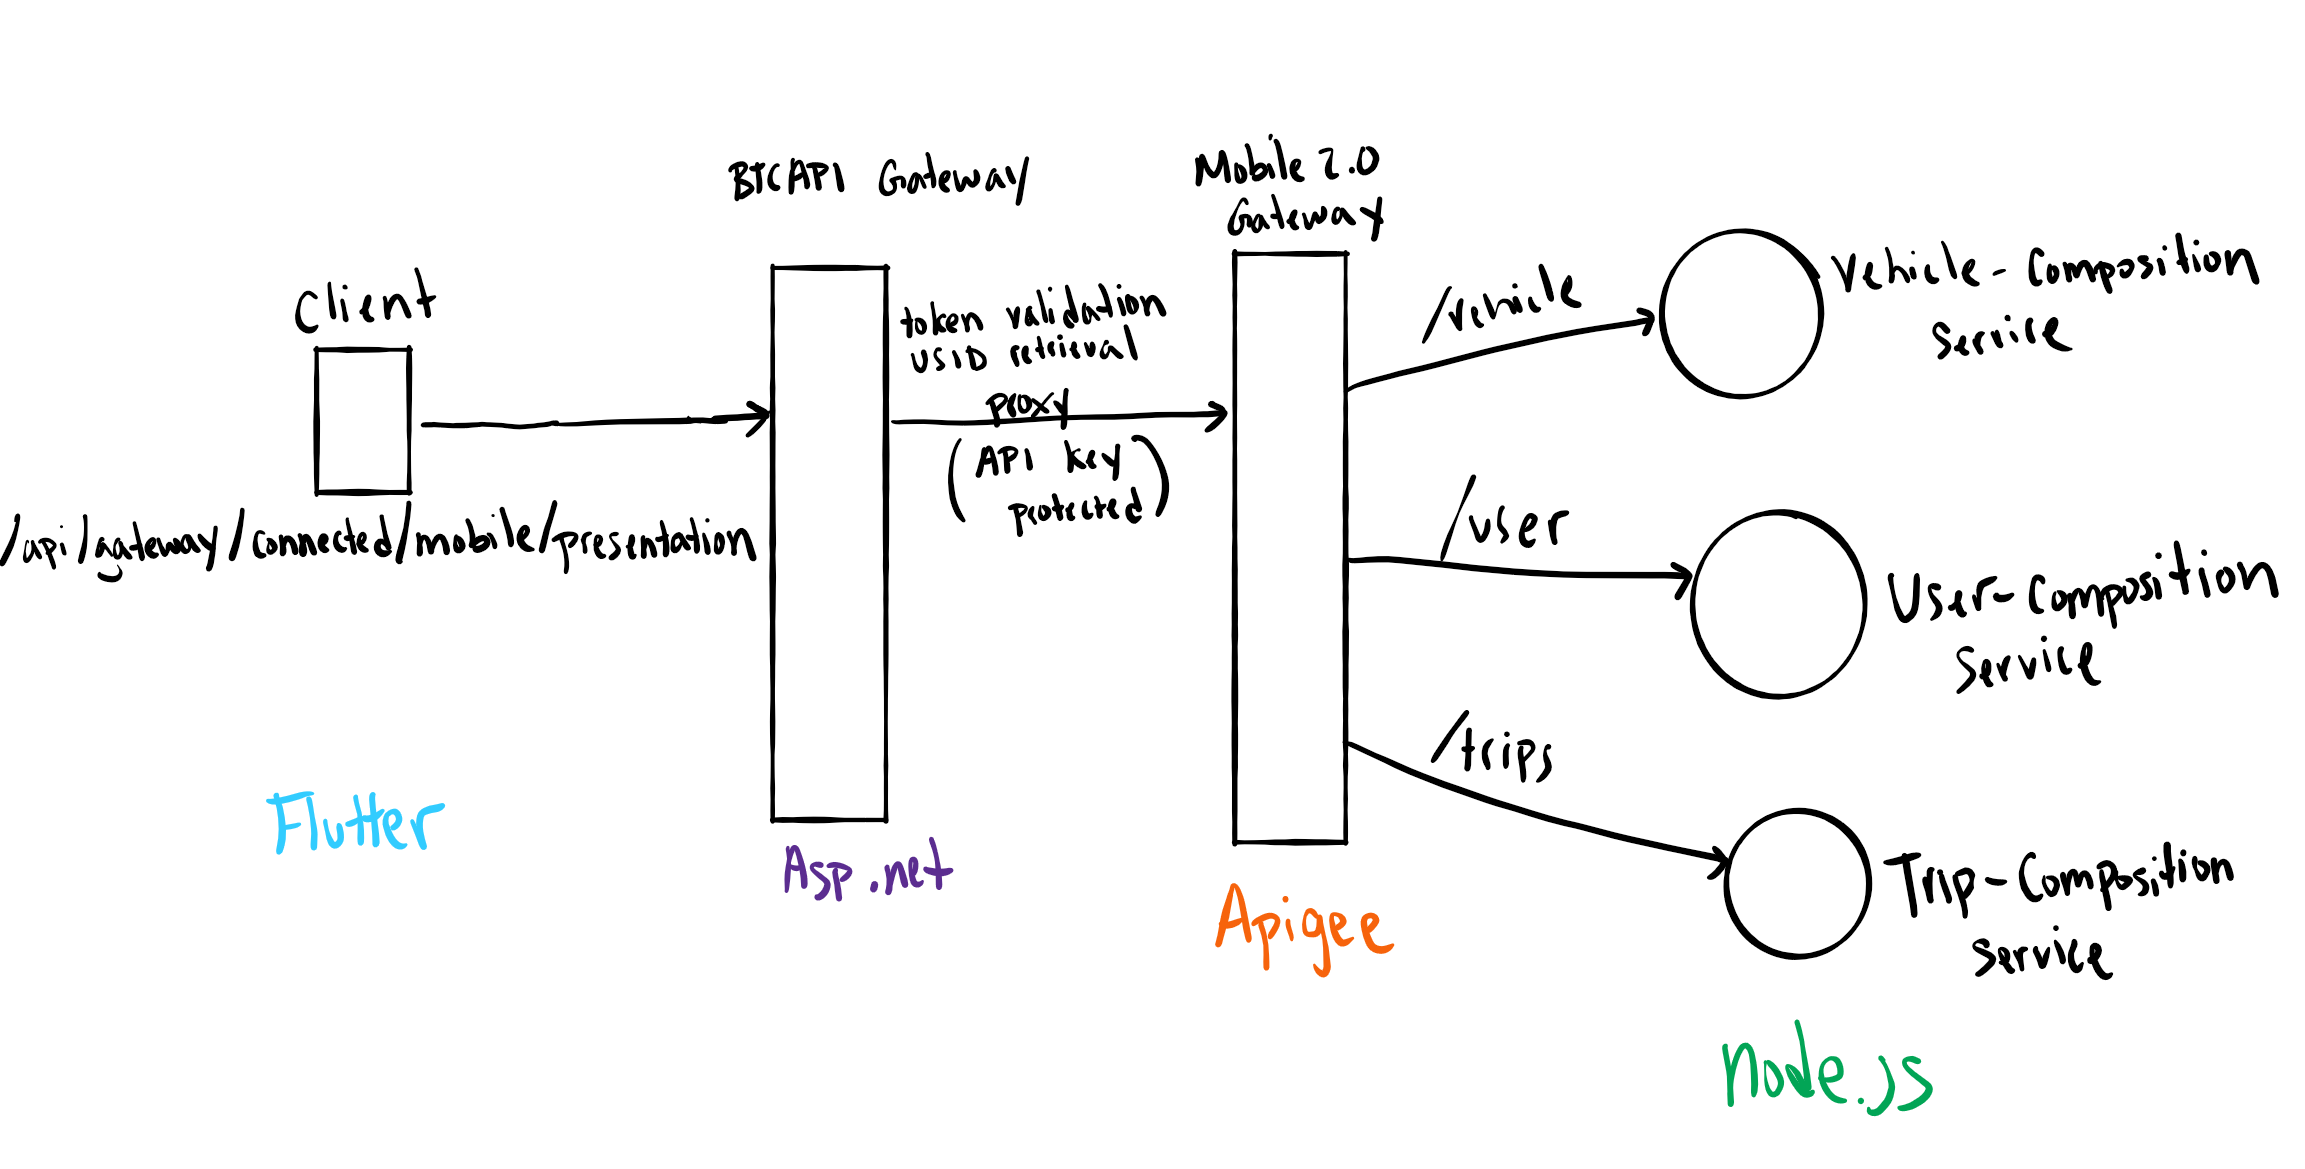 Client
/api/gateway/connected/mobile/presentation
Flutter
BTCAPI Gateway
Asp.net
token validation
USID retrieval
proxy
(API key
protected)
Mobile 2.0
Gateway
Apigee
/vehicle
Vehicle-Composition
Service
/user
User-Composition
Service
/trips
Trip-Composition
Service
node.js